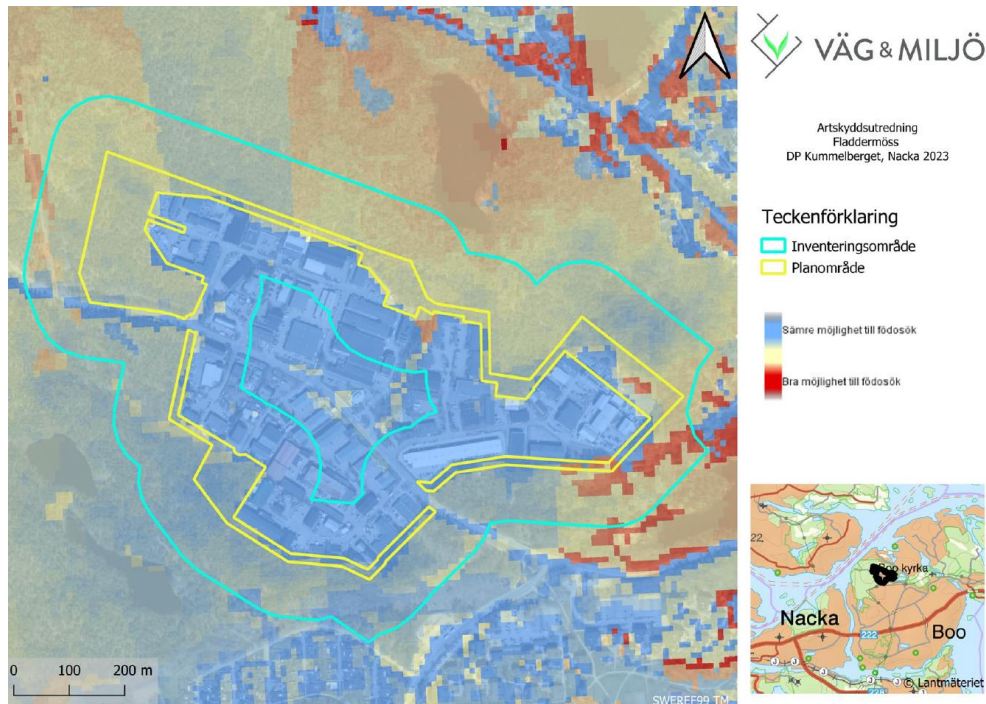 VÄG & MILJÖ
Artskyddsutredning
Fladdermöss
DP Kummelberget, Nacka 2023
Teckenförklaring
Inventeringsområde
Planområde
Sämre möjlighet till födosök
Bra möjlighet till födosök
0 100 200 m
SWEREF99 TM
22,
Boo kyrka
Nacka
222
Boo
J J J J J
© Lantmäteriet